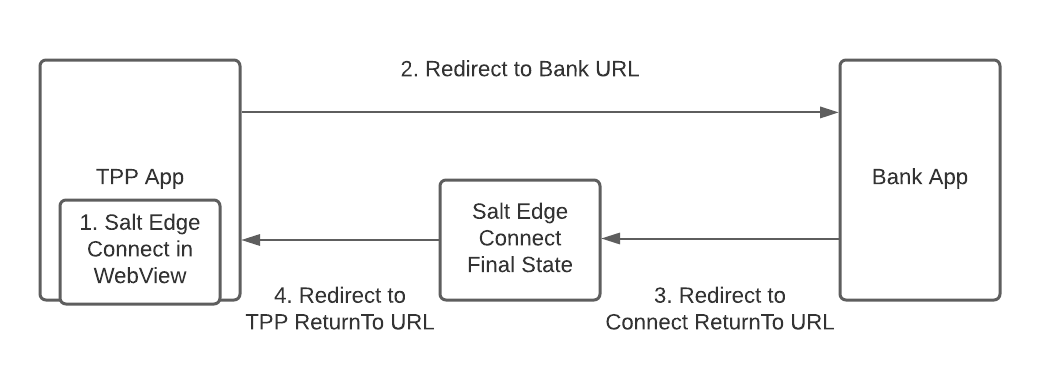 2. Redirect to Bank URL
TPP App
1. Salt Edge
Connect in
WebView
Salt Edge
Connect
Final State
Bank App
4. Redirect to
TPP ReturnTo URL
3. Redirect to
Connect ReturnTo URL